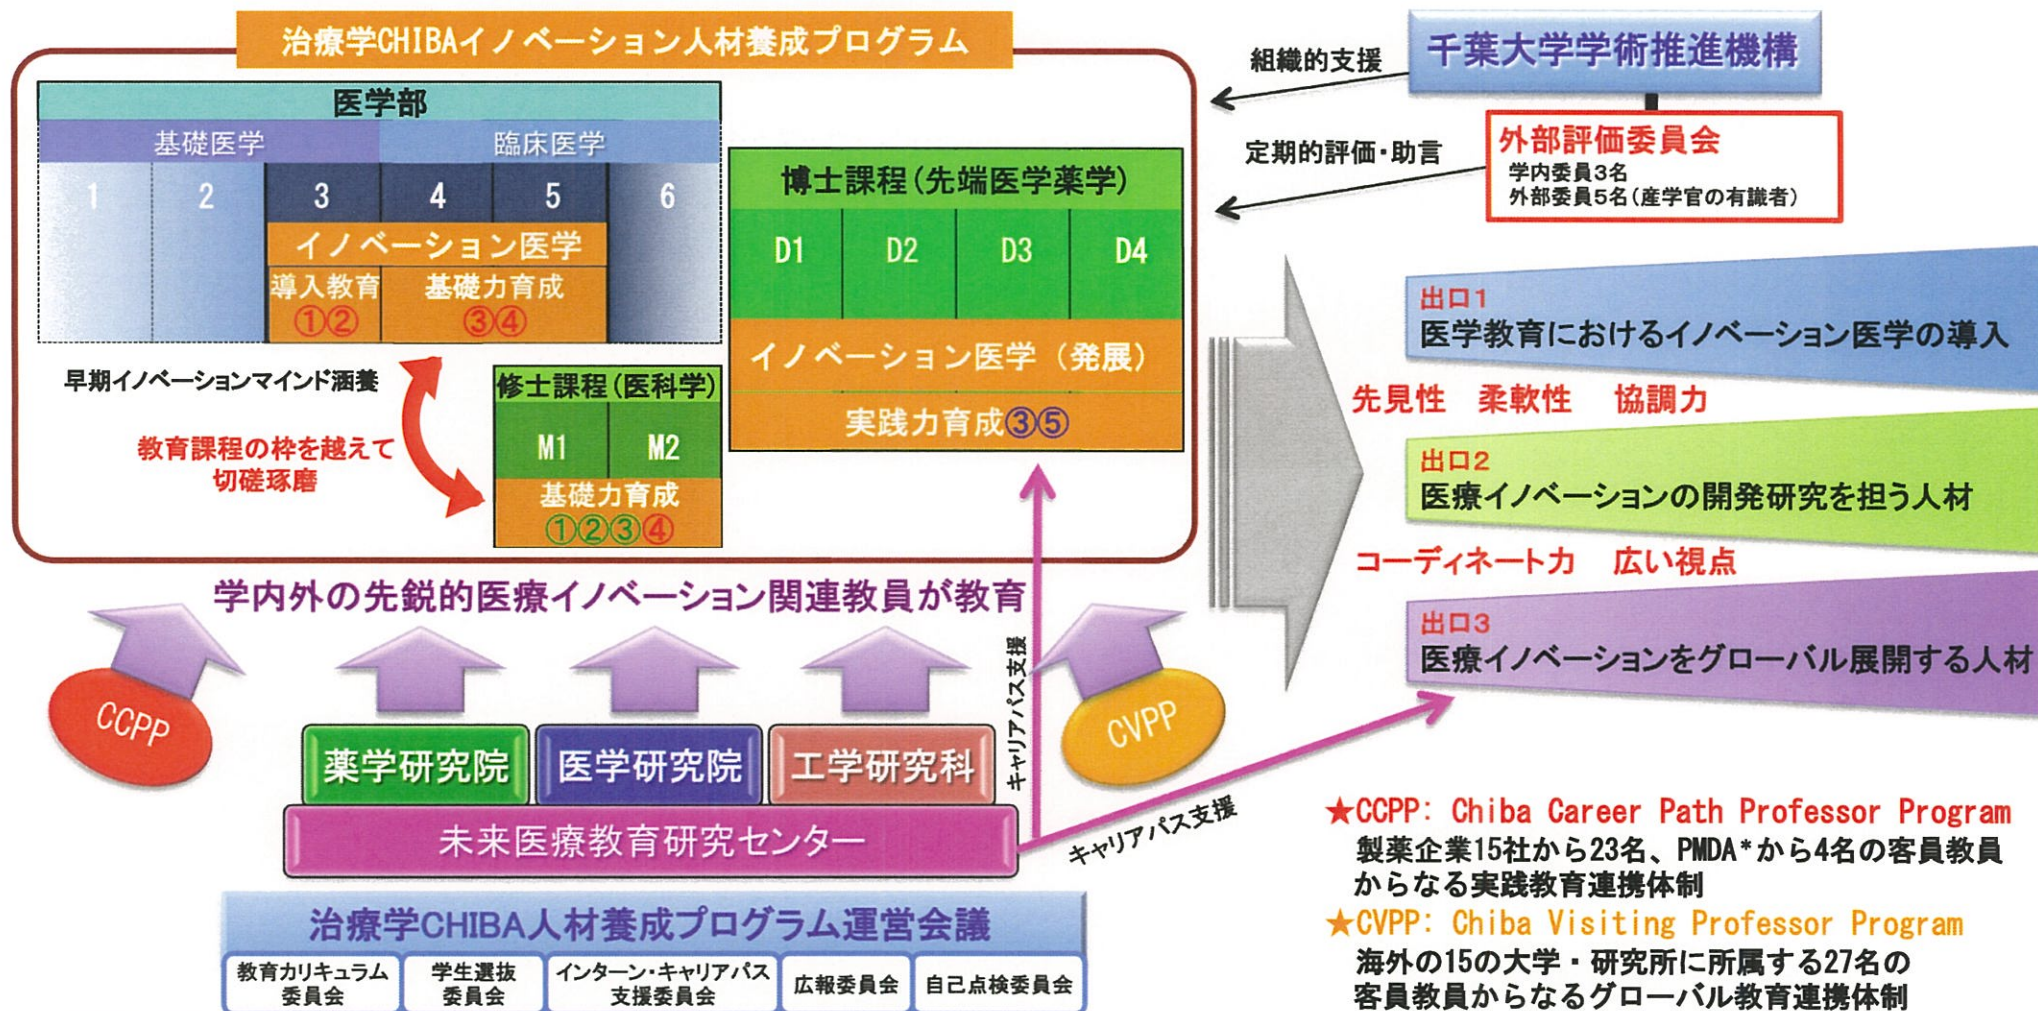 治療学CHIBAイノベーション人材養成プログラム
医学部
基礎医学
臨床医学
1
2
3
4
5
6
イノベーション医学
導入教育
①②
基礎力育成
③④
早期イノベーションマインド涵養
教育課程の枠を越えて
切磋琢磨
修士課程(医科学)
M1
M2
基礎力育成
①②③④
博士課程(先端医学薬学)
D1
D2
D3
D4
イノベーション医学(発展)
実践力育成③⑤
組織的支援
定期的評価・助言
千葉大学学術推進機構
外部評価委員会
学内委員3名
外部委員5名(産学官の有識者)
出口1
医学教育におけるイノベーション医学の導入
先見性 柔軟性 協調力
出口2
医療イノベーションの開発研究を担う人材
コーディネート力 広い視点
出口3
医療イノベーションをグローバル展開する人材
学内外の先鋭的医療イノベーション関連教員が教育
CCPP
CVPP
キャリアパス支援
キャリアパス支援
薬学研究院
医学研究院
工学研究科
未来医療教育研究センター
治療学CHIBA人材養成プログラム運営会議
教育カリキュラム
委員会
学生選抜
委員会
インターン・キャリアパス
支援委員会
広報委員会
自己点検委員会
★CCPP: Chiba Career Path Professor Program
製薬企業15社から23名、PMDA*から4名の客員教員
からなる実践教育連携体制
★CVPP: Chiba Visiting Professor Program
海外の15の大学・研究所に所属する27名の
客員教員からなるグローバル教育連携体制